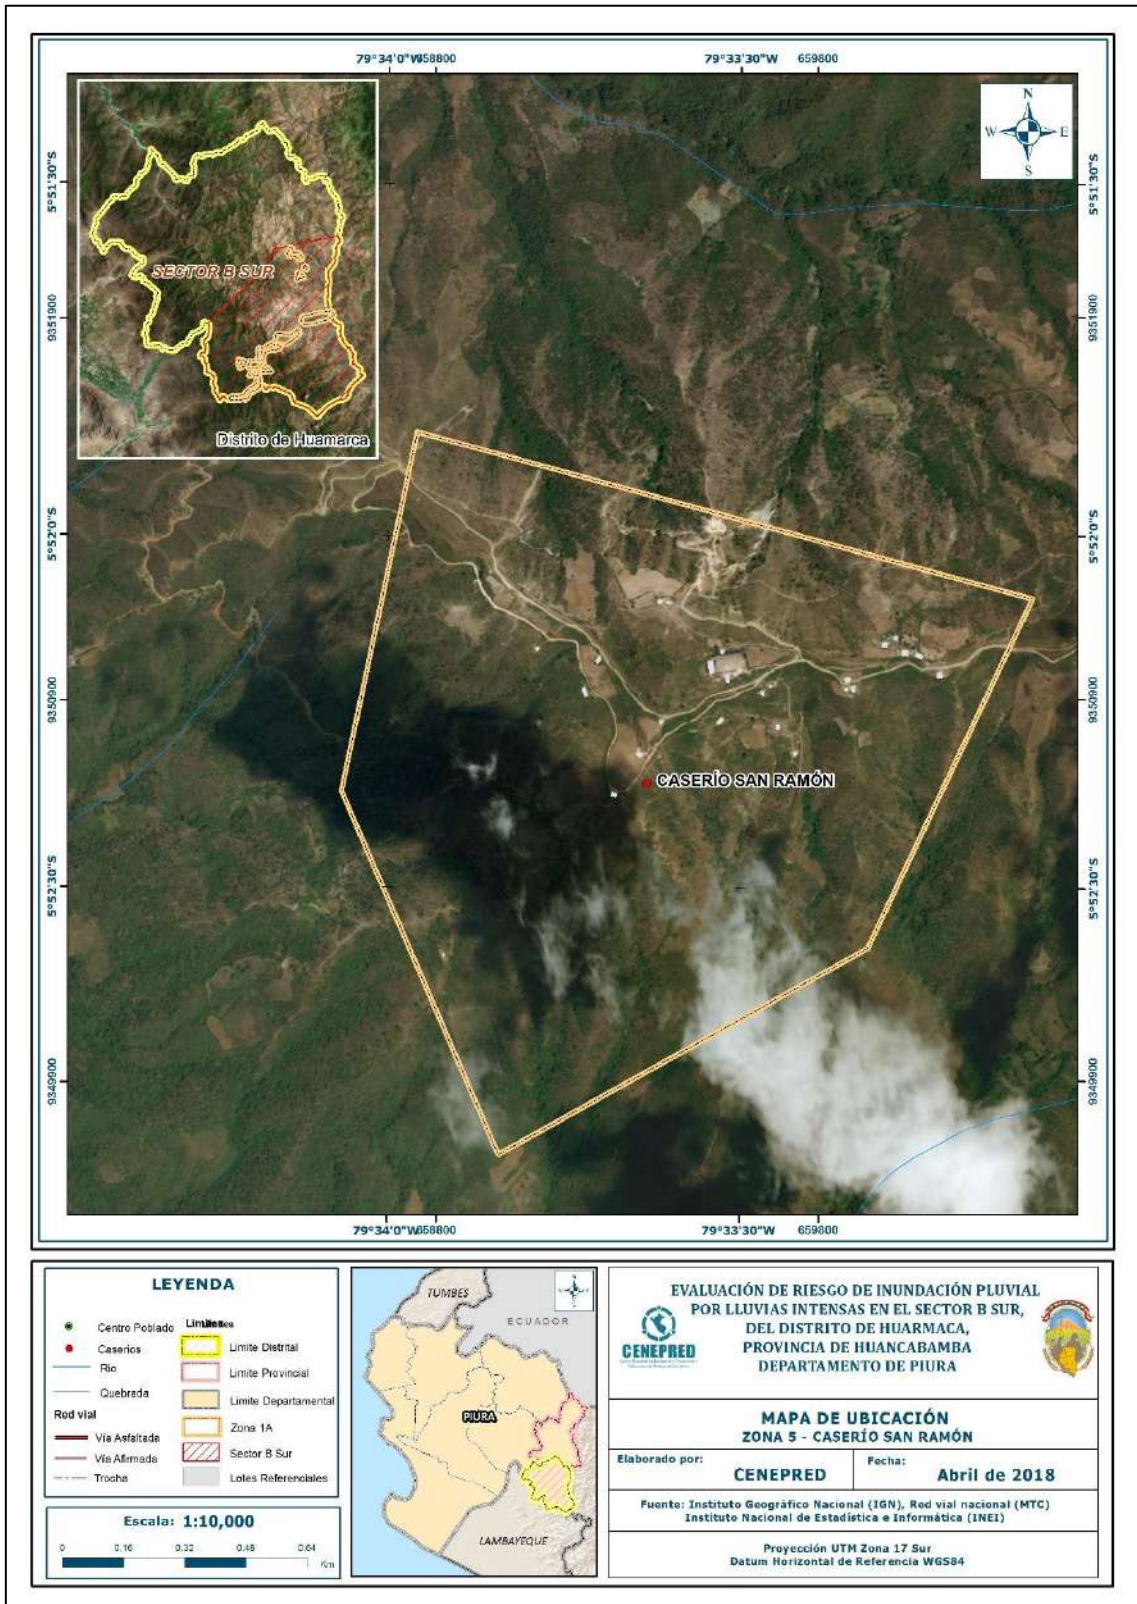 79°34'0"W 658800 79°33'30"W 659800
N
W E
S
5°51'30"S 5°51'30"S
SECTOR B SUR
9351900 9351900
Distrito de Huamarca
5°52'0"S 5°52'0"S
9350900 9350900
CASERÍO SAN RAMÓN
5°52'30"S 5°52'30"S
9349900 9349900
79°34'0"W 658800 79°33'30"W 659800
LEYENDA
Centro Poblado
Caserios
Rio
Quebrada
Red vial
Vía Asfaltada
Vía Afirmada
Trocha
Limite Distrital
Limite Provincial
Limite Departamental
Zona 1A
Sector B Sur
Lotes Referenciales
Escala: 1:10,000
0 0.16 0.32 0.48 0.64
Km
TUMBES
ECUADOR
PIURA
LAMBAYEQUE
CENEPRED
EVALUACIÓN DE RIESGO DE INUNDACIÓN PLUVIAL
POR LLUVIAS INTENSAS EN EL SECTOR B SUR,
DEL DISTRITO DE HUARMACA,
PROVINCIA DE HUANCABAMBA
DEPARTAMENTO DE PIURA
MAPA DE UBICACIÓN
ZONA 5 - CASERÍO SAN RAMÓN
Elaborado por:
CENEPRED
Fecha:
Abril de 2018
Fuente: Instituto Geográfico Nacional (IGN), Red vial nacional (MTC)
Instituto Nacional de Estadística e Informática (INEI)
Proyección UTM Zona 17 Sur
Datum Horizontal de Referencia WGS84